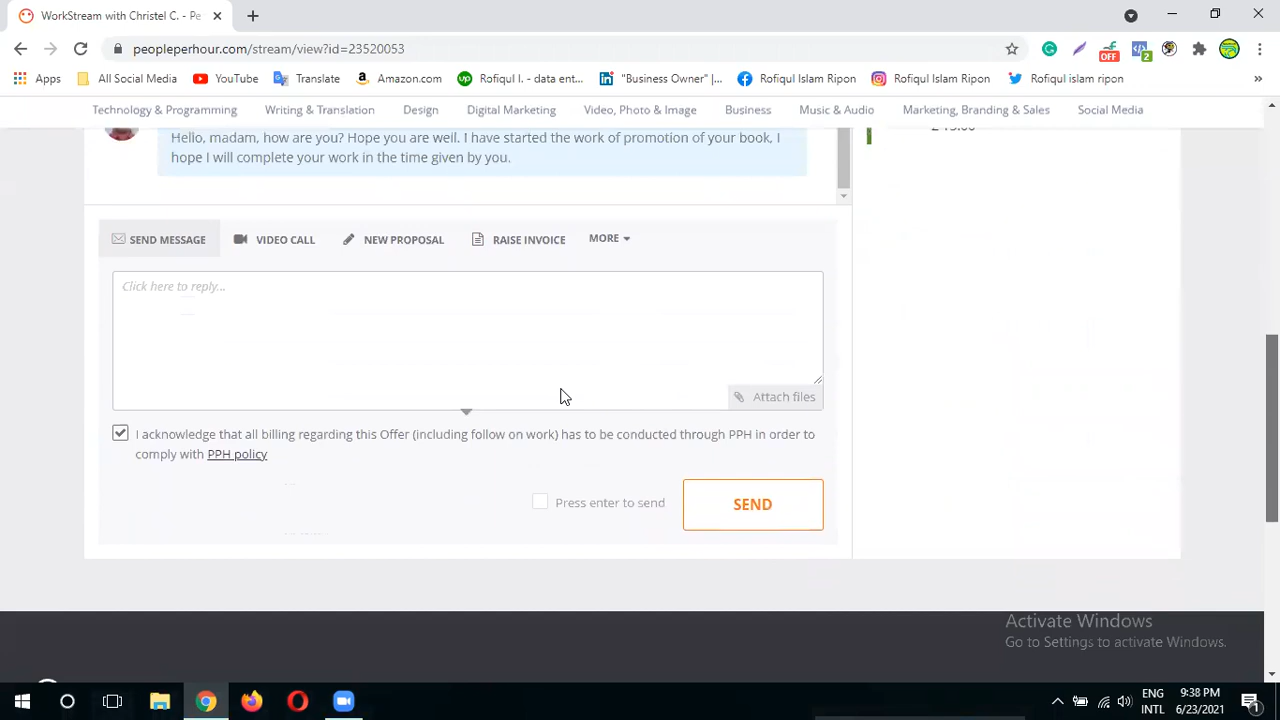 WorkStream with Christel C. - Pe
peopleperhour.com/stream/view?id=23520053
OFF
2
Apps
All Social Media
YouTube
Translate
Amazon.com
Rofiqul I. - data ent...
"Business Owner" |...
Rofiqul Islam Ripon
Rofiqul Islam Ripon
Rofiqul islam ripon
»
Technology & Programming
Writing & Translation
Design
Digital Marketing
Video, Photo & Image
Business
Music & Audio
Marketing, Branding & Sales
Social Media
Hello, madam, how are you? Hope you are well. I have started the work of promotion of your book, I
hope I will complete your work in the time given by you.
SEND MESSAGE
VIDEO CALL
NEW PROPOSAL
RAISE INVOICE
MORE
Click here to reply...
Attach files
I acknowledge that all billing regarding this Offer (including follow on work) has to be conducted through PPH in order to
comply with PPH policy
Press enter to send
SEND
Activate Windows
Go to Settings to activate Windows.
ENG
INTL
9:38 PM
6/23/2021
1